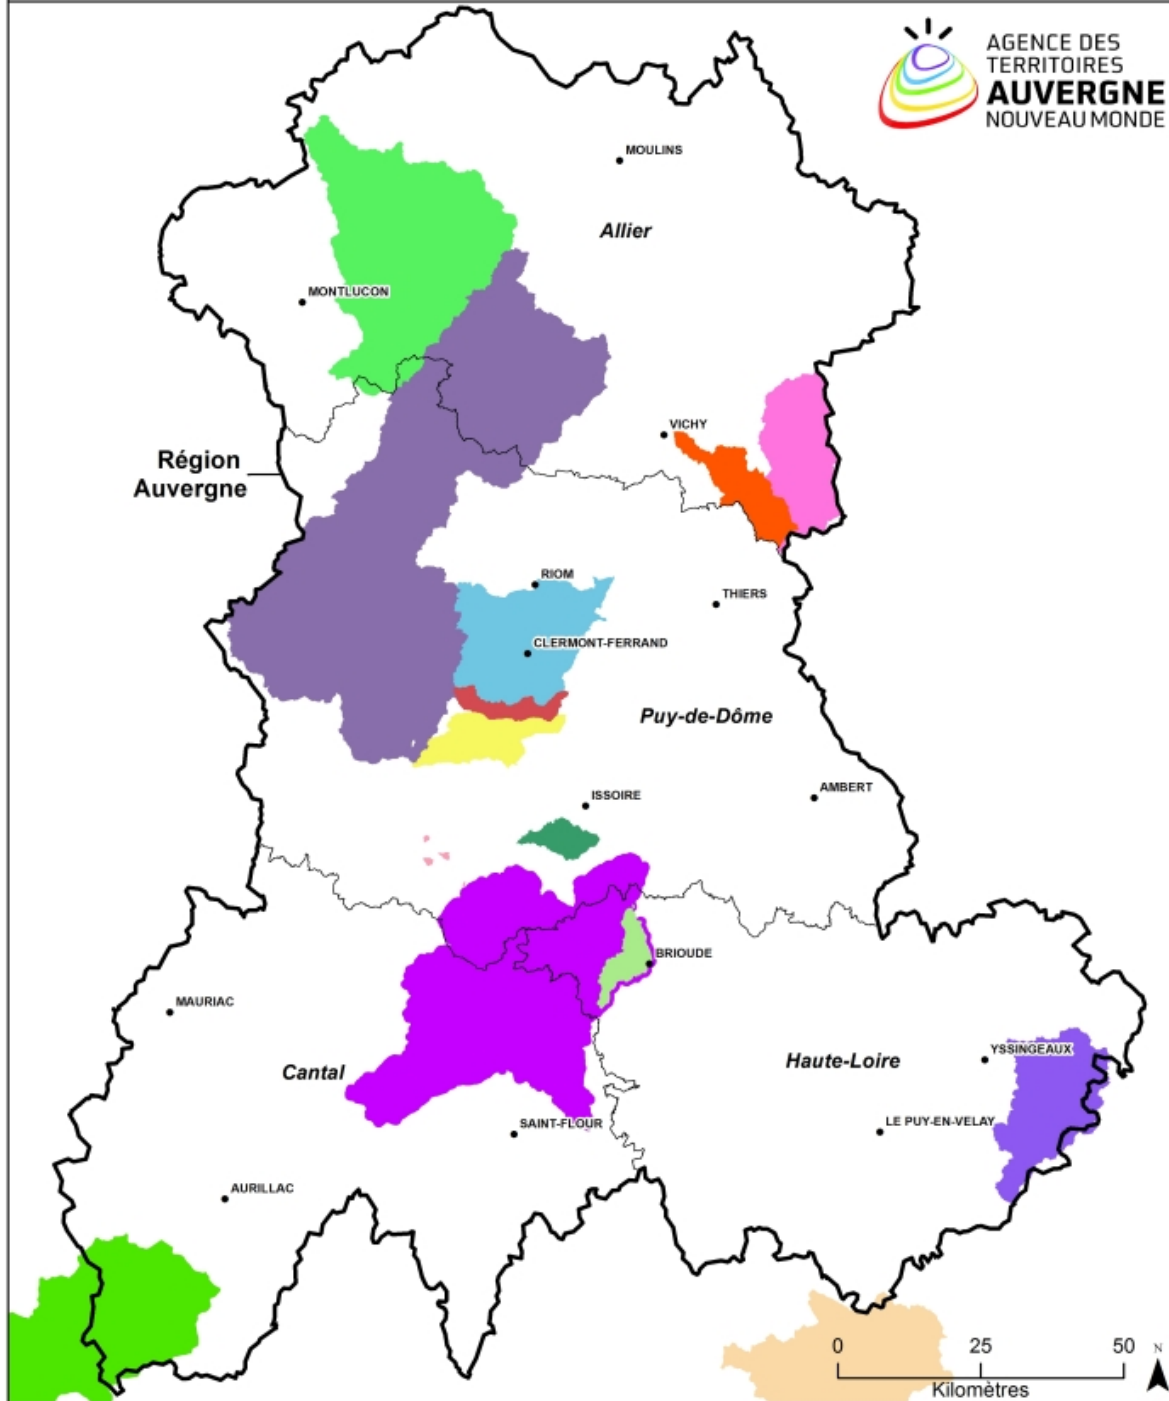 AGENCE DES
TERRITOIRES
AUVERGNE
NOUVEAU MONDE
MOULINS
Allier
MONTLUCON
VICHY
Région
Auvergne
RIOM
THIERS
CLERMONT-FERRAND
Puy-de-Dôme
AMBERT
ISSOIRE
BRIOUDE
MAURIAC
YSSINGEAUX
Haute-Loire
Cantal
LE PUY-EN-VELAY
SAINT-FLOUR
AURILLAC
0 25 50 N
Kilomètres